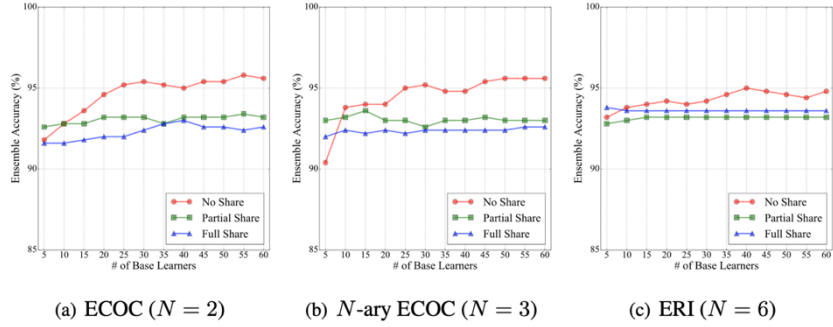 100
95
90
85
Ensemble Accuracy (%)
No Share
Partial Share
Full Share
5 10 15 20 25 30 35 40 45 50 55 60
# of Base Learners
(a) ECOC (N = 2)
100
95
90
85
Ensemble Accuracy (%)
No Share
Partial Share
Full Share
5 10 15 20 25 30 35 40 45 50 55 60
# of Base Learners
(b) N-ary ECOC (N = 3)
100
95
90
85
Ensemble Accuracy (%)
No Share
Partial Share
Full Share
5 10 15 20 25 30 35 40 45 50 55 60
# of Base Learners
(c) ERI (N = 6)